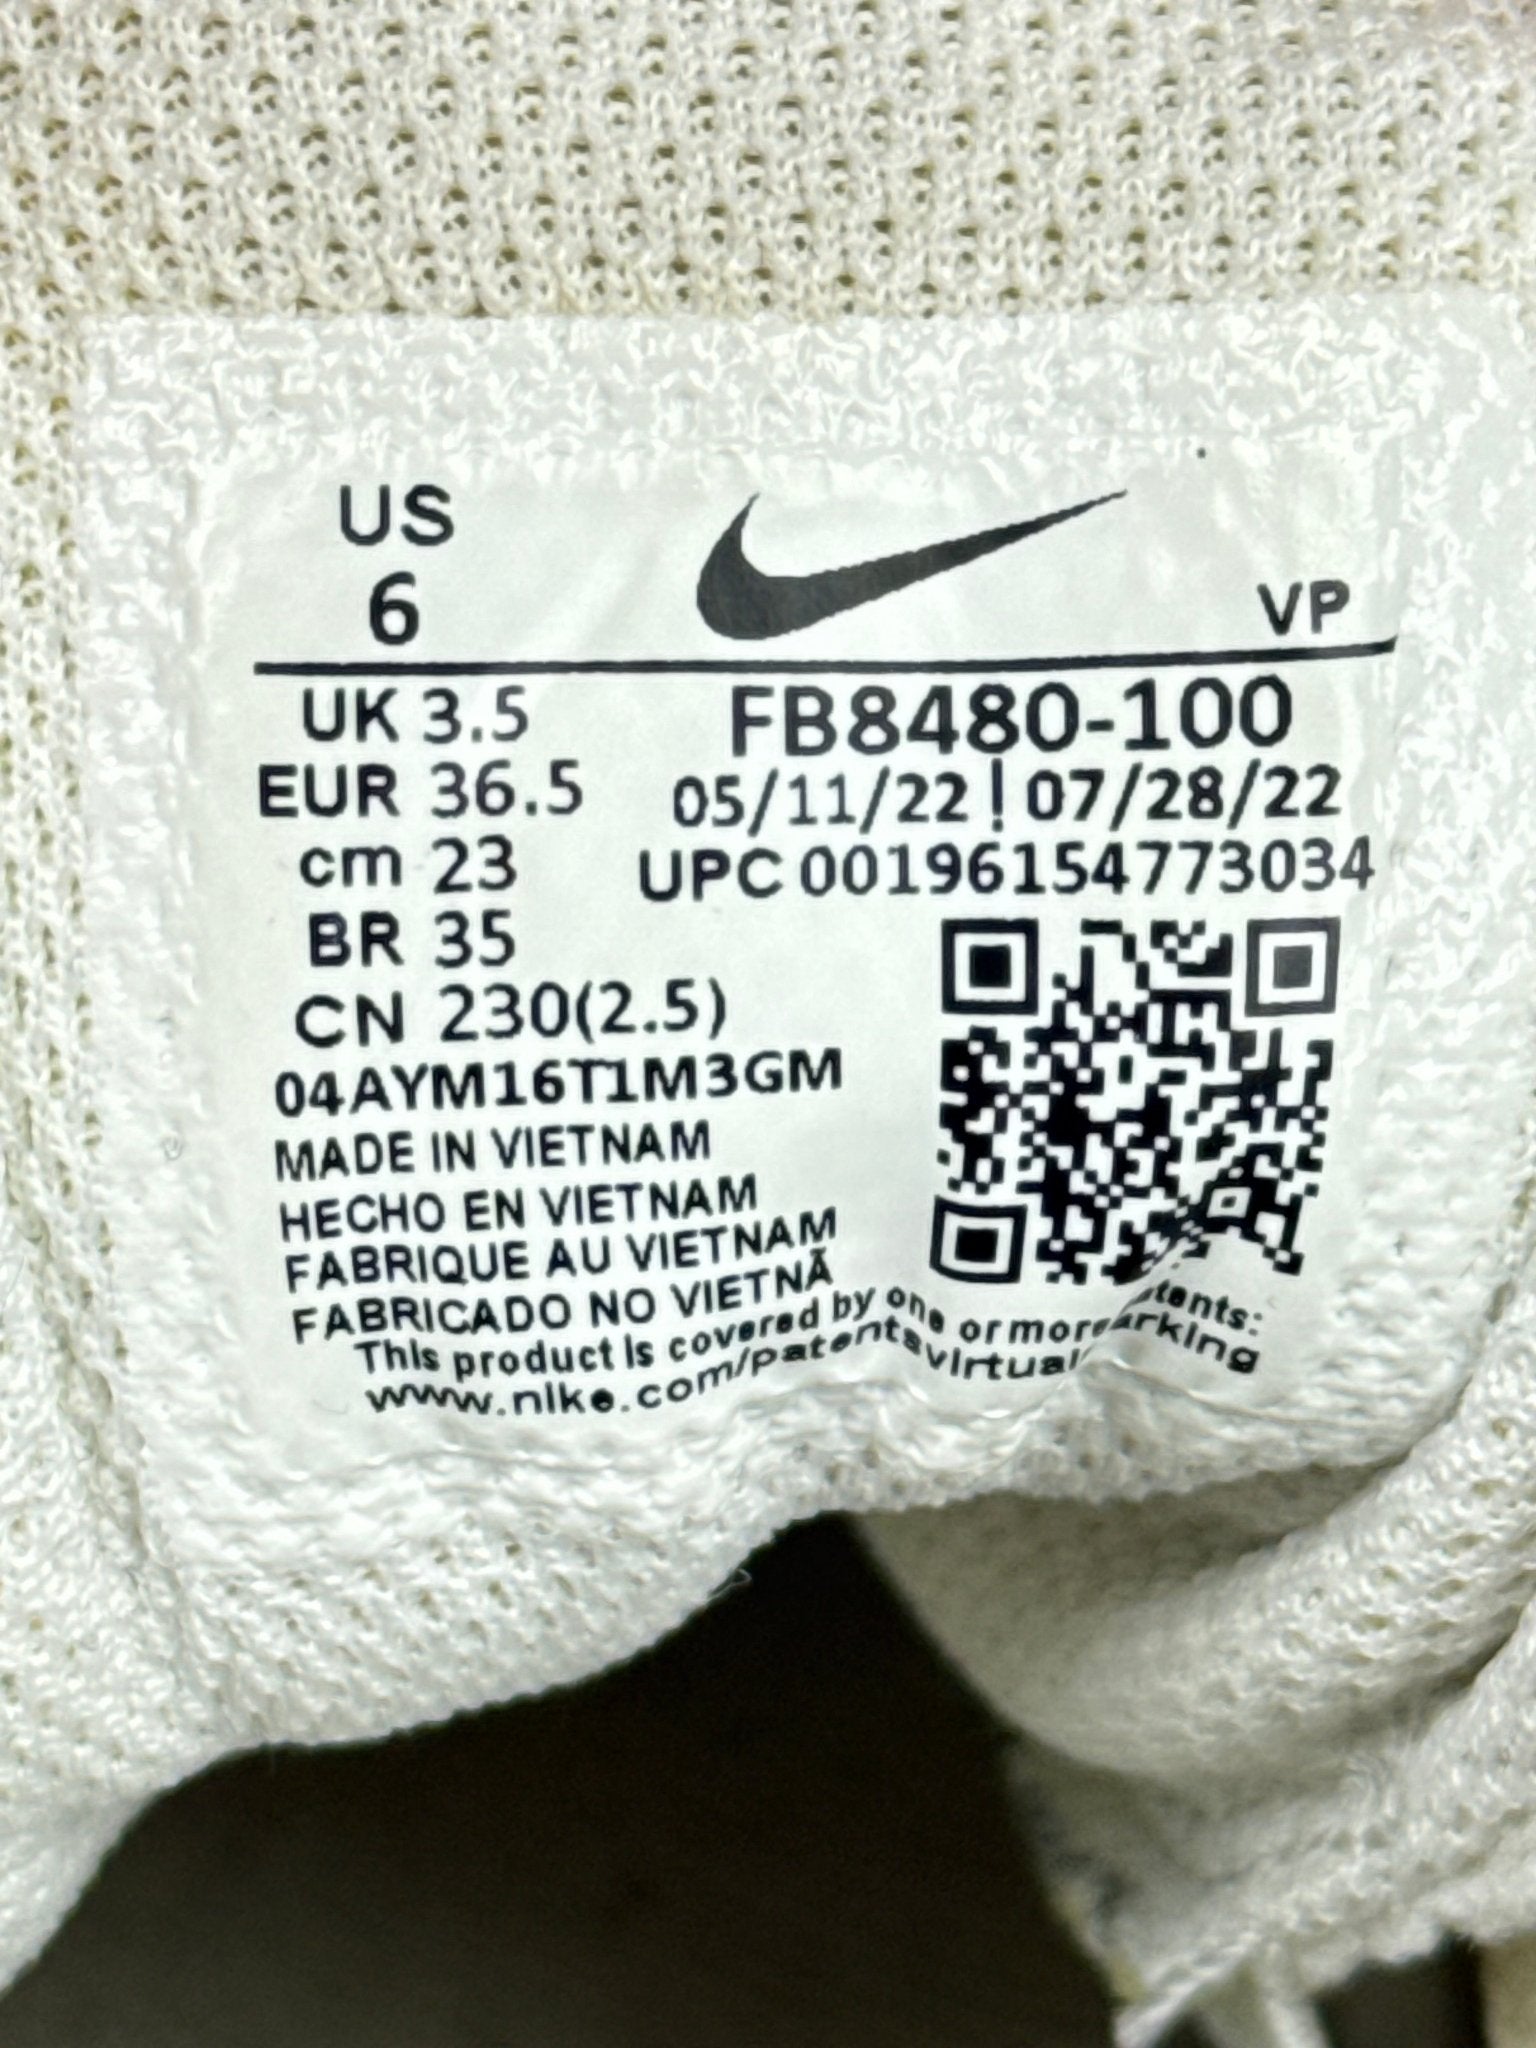 US
6
VP
UK 3.5
EUR 36.5
cm 23
BR 35
CN 230(2.5)
FB8480-100
05/11/22 | 07/28/22
UPC 00196154773034
04AYM16T1M3GM
MADE IN VIETNAM
HECHO EN VIETNAM
FABRIQUE AU VIETNAM
FABRICADO NO VIETNÃ
This product is covered by one or more
www.nike.com/patentsvirtual